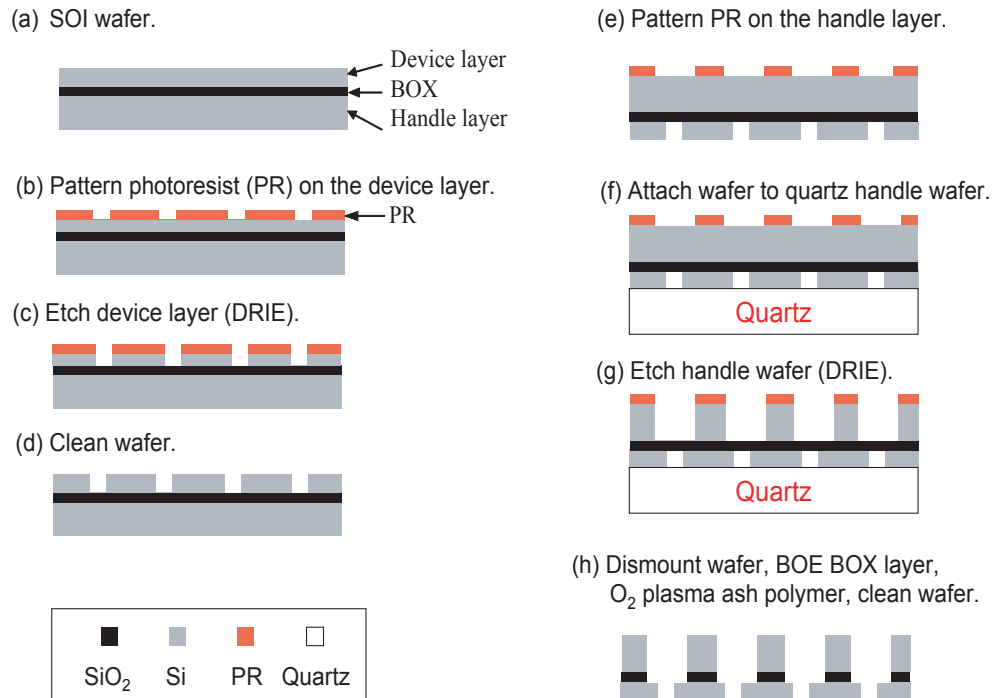 (a) SOI wafer.
Device layer
BOX
Handle layer
(b) Pattern photoresist (PR) on the device layer.
PR
(c) Etch device layer (DRIE).
(d) Clean wafer.
SiO2 Si PR Quartz
(e) Pattern PR on the handle layer.
(f) Attach wafer to quartz handle wafer.
Quartz
(g) Etch handle wafer (DRIE).
Quartz
(h) Dismount wafer, BOE BOX layer,
O2 plasma ash polymer, clean wafer.